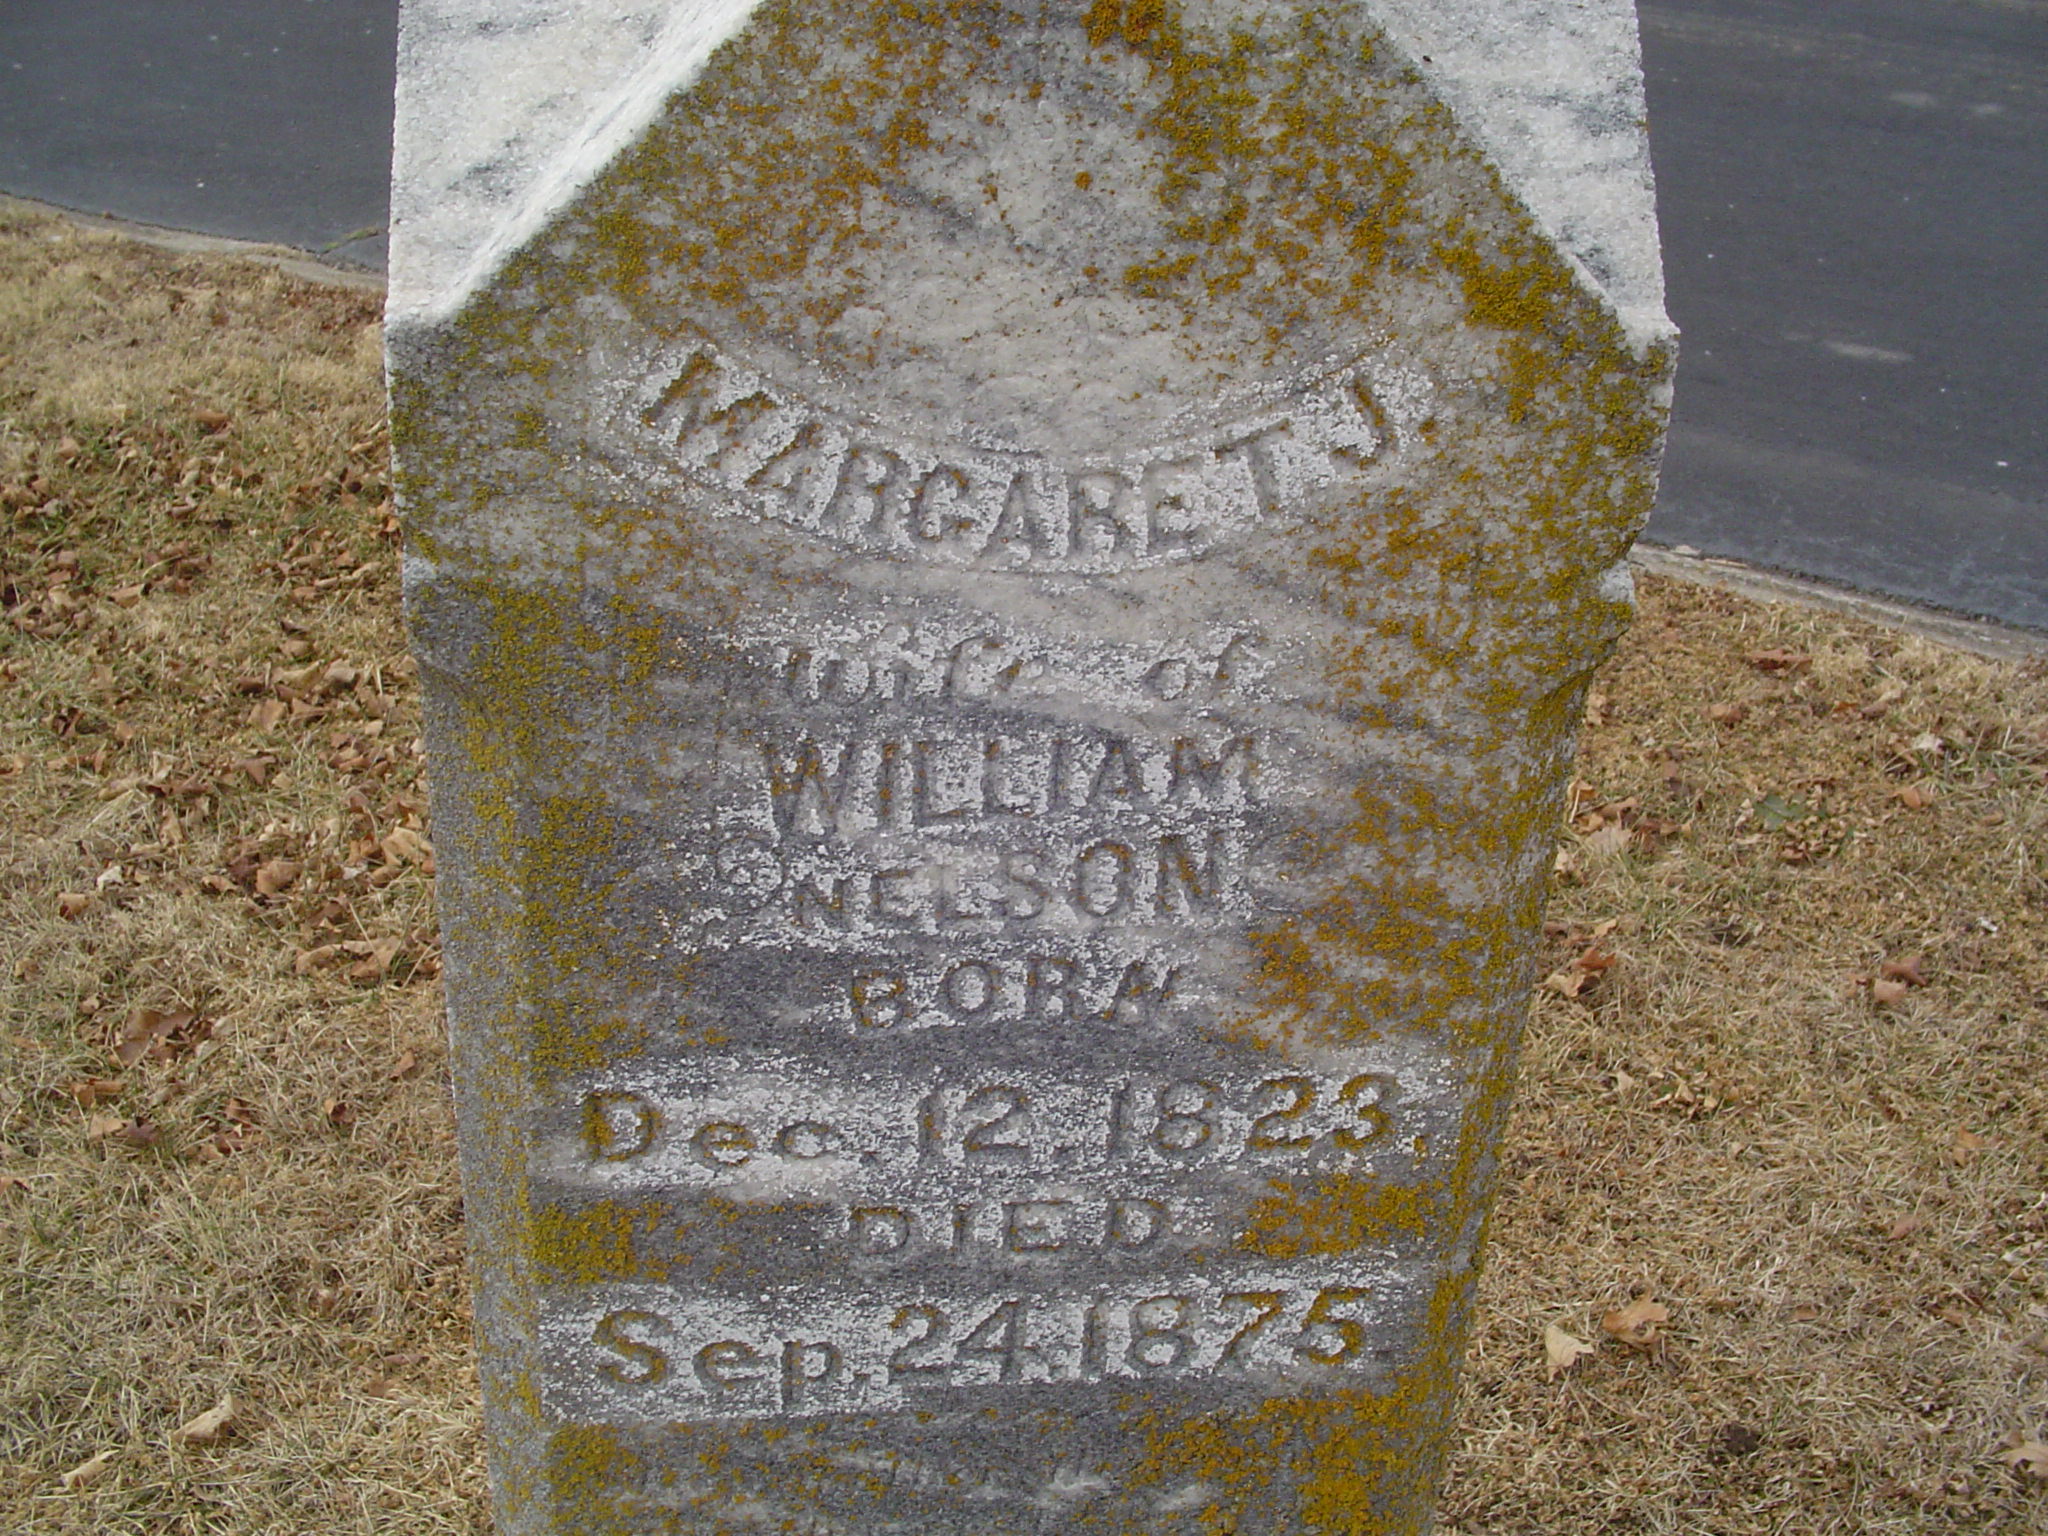 MARGARET J.
wife of
WILLIAM
NELSON
BORN
Dec. 12, 1823.
DIED
Sep. 24, 1875.